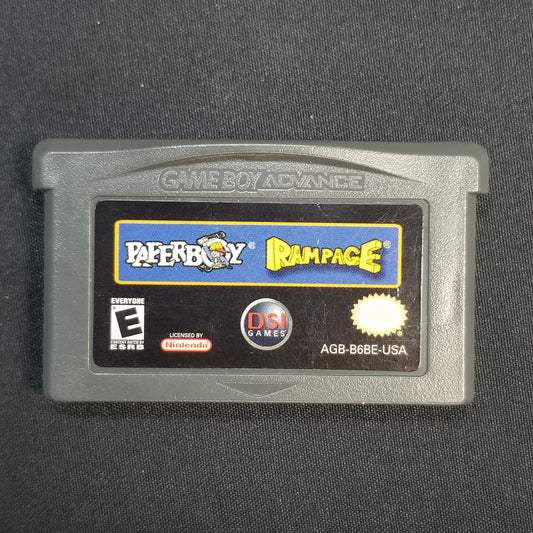 GAME BOY ADVANCE
PAPERBOY® RAMPAGE®
EVERYONE
E
CONTENT RATED BY
ESRB
LICENSED BY
Nintendo
DSI
GAMES
®
AGB-B6BE-USA